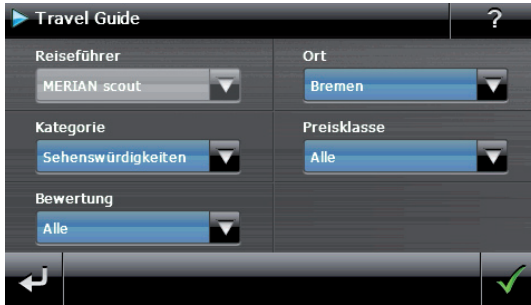 Travel Guide
?
Reiseführer
Ort
MERIAN scout
Bremen
Kategorie
Preisklasse
Sehenswürdigkeiten
Alle
Bewertung
Alle